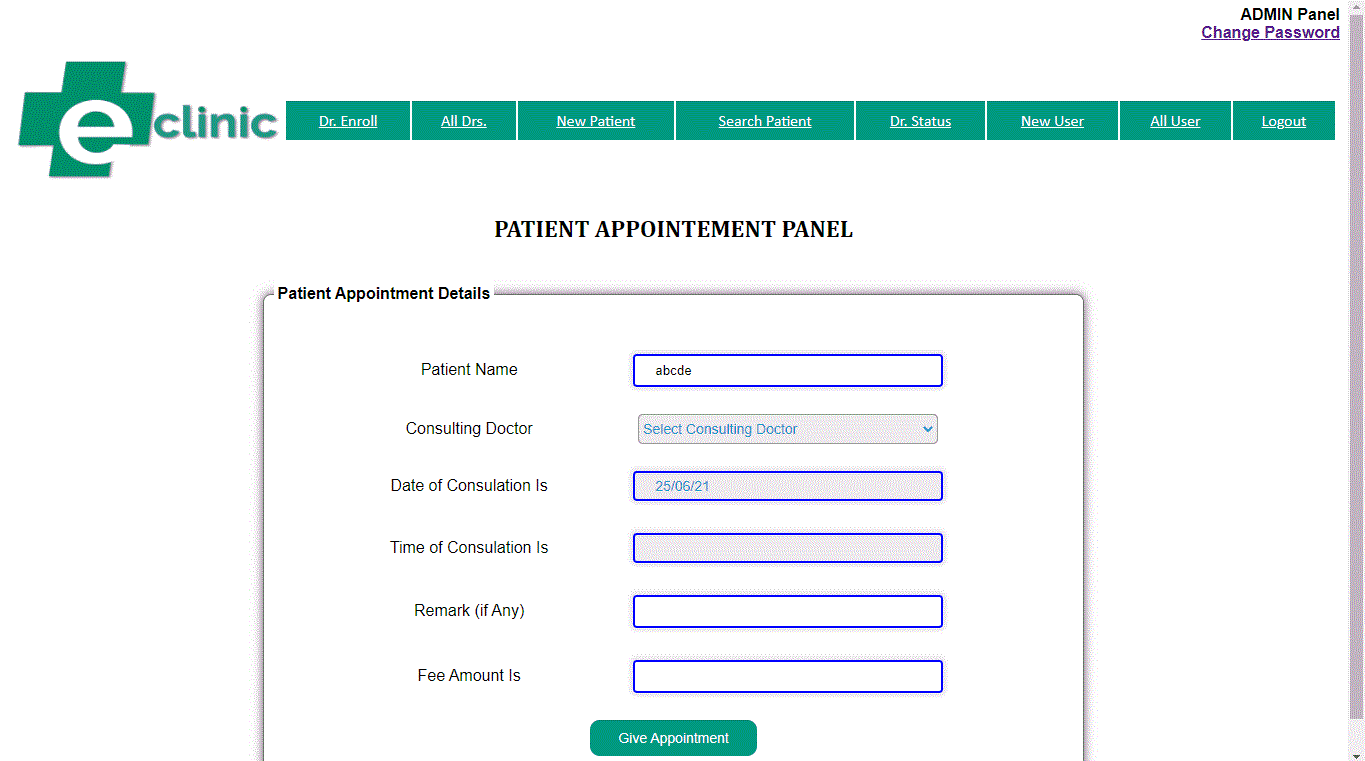 ADMIN Panel
Change Password
eclinic
Dr. Enroll All Drs. New Patient Search Patient Dr. Status New User All User Logout
PATIENT APPOINTEMENT PANEL
Patient Appointment Details
Patient Name abcde
Consulting Doctor Select Consulting Doctor
Date of Consulation Is 25/06/21
Time of Consulation Is
Remark (if Any)
Fee Amount Is
Give Appointment